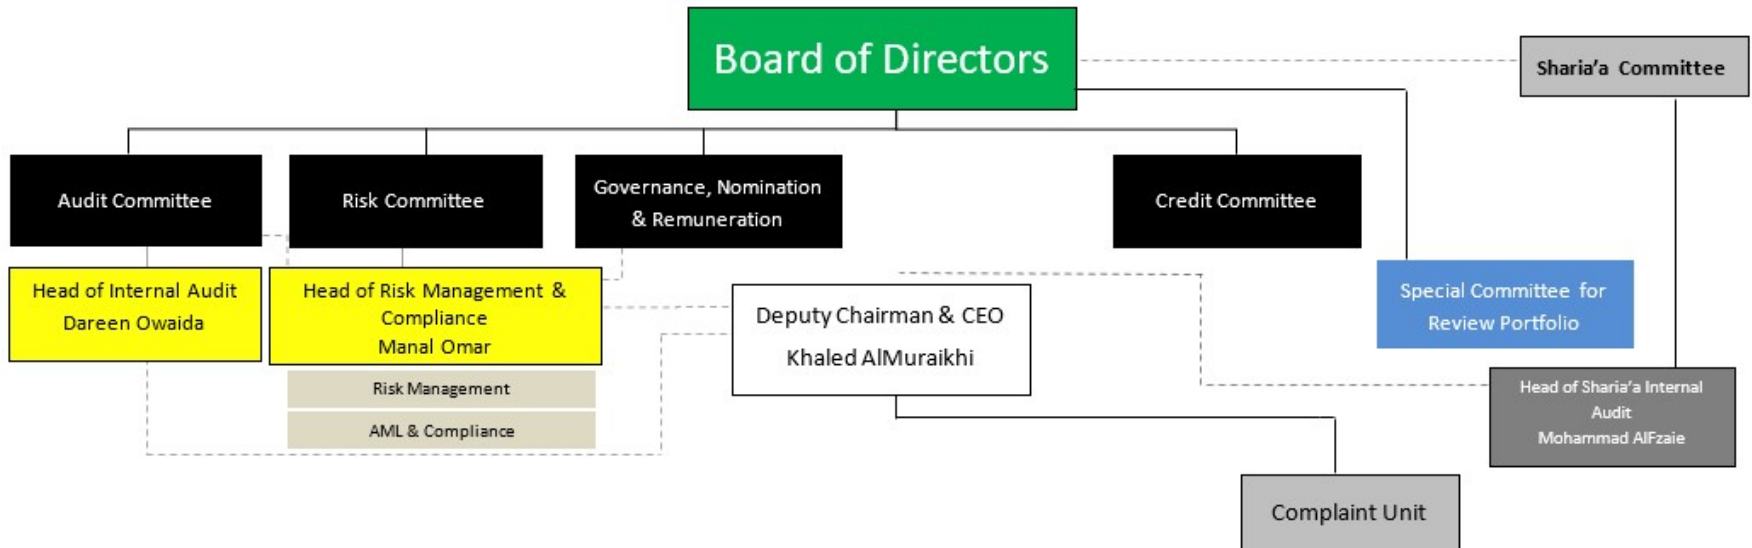 Board of Directors
Sharia'a Committee
Audit Committee
Risk Committee
Governance, Nomination
& Remuneration
Credit Committee
Head of Internal Audit
Dareen Owaida
Head of Risk Management &
Compliance
Manal Omar
Risk Management
AML & Compliance
Deputy Chairman & CEO
Khaled AlMuraikhi
Special Committee for
Review Portfolio
Head of Sharia'a Internal
Audit
Mohammad AlFzaie
Complaint Unit